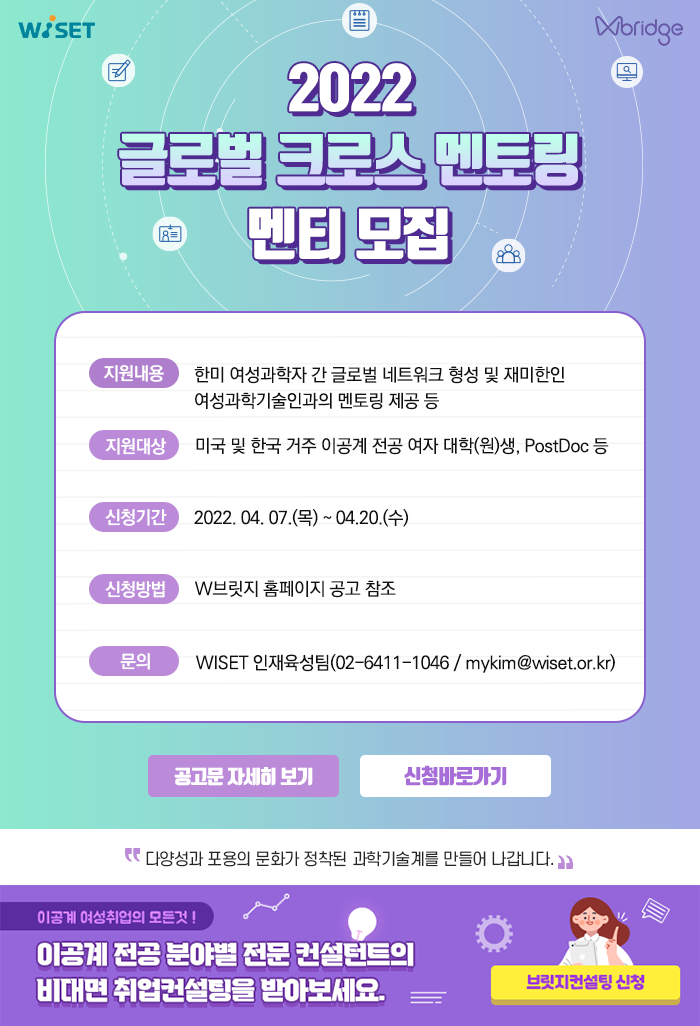 WISET
Wbridge
2022
글로벌 크로스 멘토링
멘티 모집
지원내용
한미 여성과학자 간 글로벌 네트워크 형성 및 재미한인
여성과학기술인과의 멘토링 제공 등
지원대상
미국 및 한국 거주 이공계 전공 여자 대학(원)생, PostDoc 등
신청기간
2022. 04. 07.(목) ~ 04.20.(수)
신청방법
W브릿지 홈페이지 공고 참조
문의
WISET 인재육성팀(02-6411-1046 / mykim@wiset.or.kr)
공고문 자세히 보기
신청바로가기
다양성과 포용의 문화가 정착된 과학기술계를 만들어 나갑니다.
이공계 여성취업의 모든것 !
이공계 전공 분야별 전문 컨설턴트의
비대면 취업컨설팅을 받아보세요.
브릿지컨설팅 신청